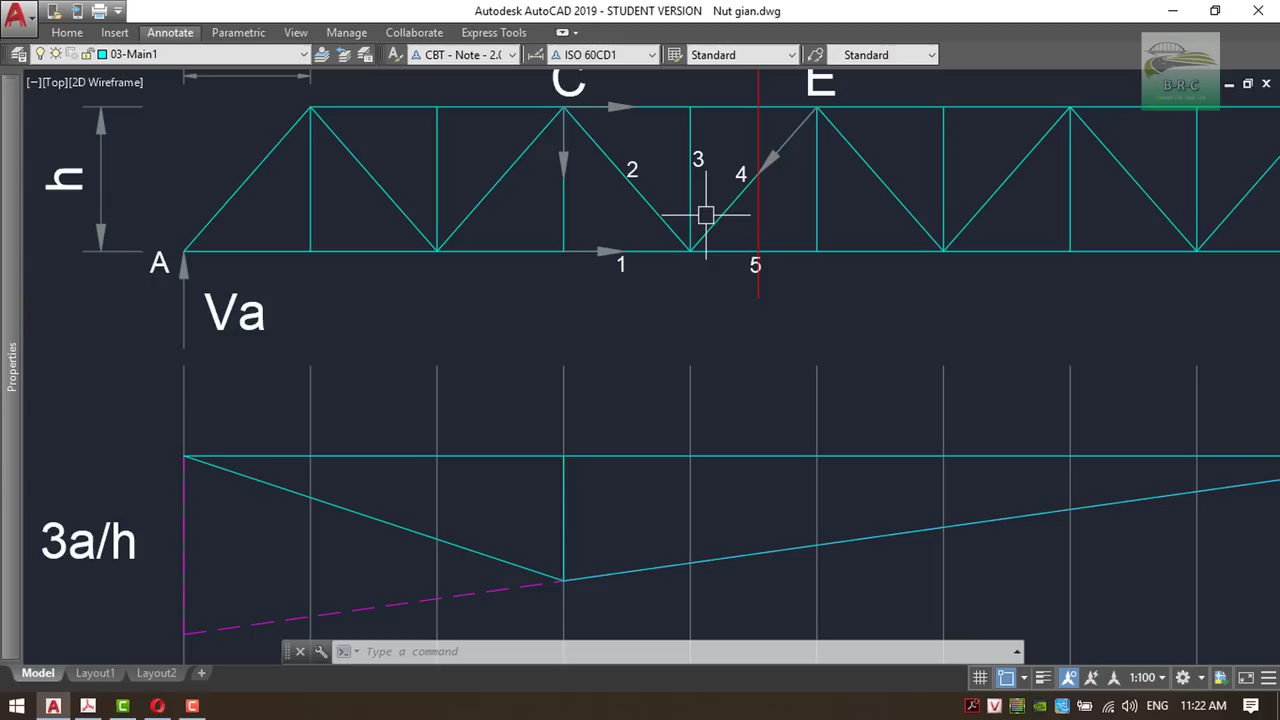 Autodesk AutoCAD 2019 - STUDENT VERSION Nut gian.dwg
Home Insert Annotate Parametric View Manage Collaborate Express Tools
03-Main1 CBT - Note - 2.0 ISO 60CD1 Standard Standard
[−][Top][2D Wireframe]
B-R-C
C E
h
2 3 4
A 1 5
Va
3a/h
Type a command
Model Layout1 Layout2 + 1:100
ENG 11:22 AM